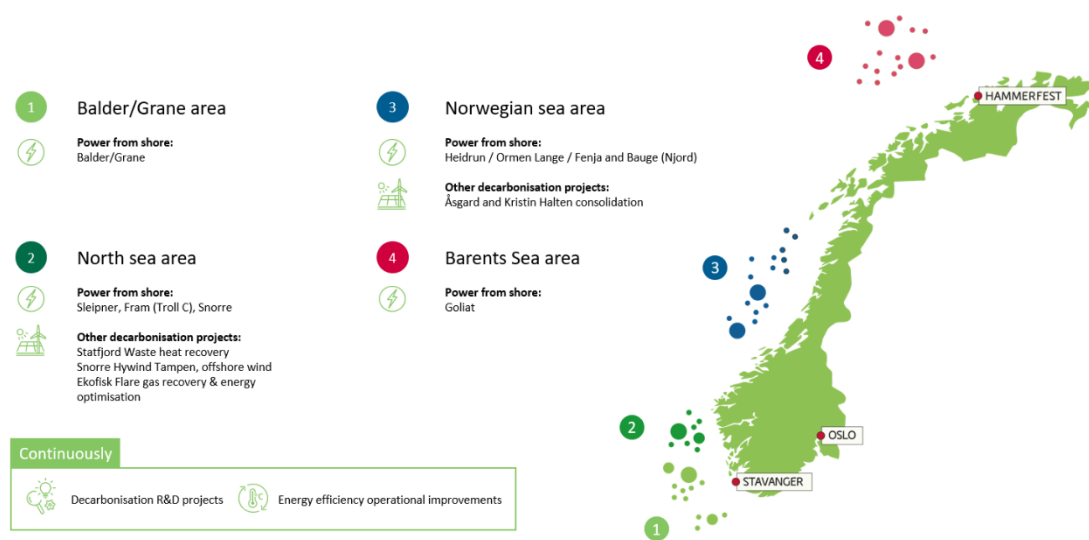 1
Balder/Grane area
Power from shore:
Balder/Grane
2
North sea area
Power from shore:
Sleipner, Fram (Troll C), Snorre
Other decarbonisation projects:
Statfjord Waste heat recovery
Snorre Hywind Tampen, offshore wind
Ekofisk Flare gas recovery & energy
optimisation
3
Norwegian sea area
Power from shore:
Heidrun / Ormen Lange / Fenja and Bauge (Njord)
Other decarbonisation projects:
Åsgard and Kristin Halten consolidation
4
Barents Sea area
Power from shore:
Goliat
Continuously
Decarbonisation R&D projects
°C
Energy efficiency operational improvements
4
HAMMERFEST
3
2
OSLO
STAVANGER
1